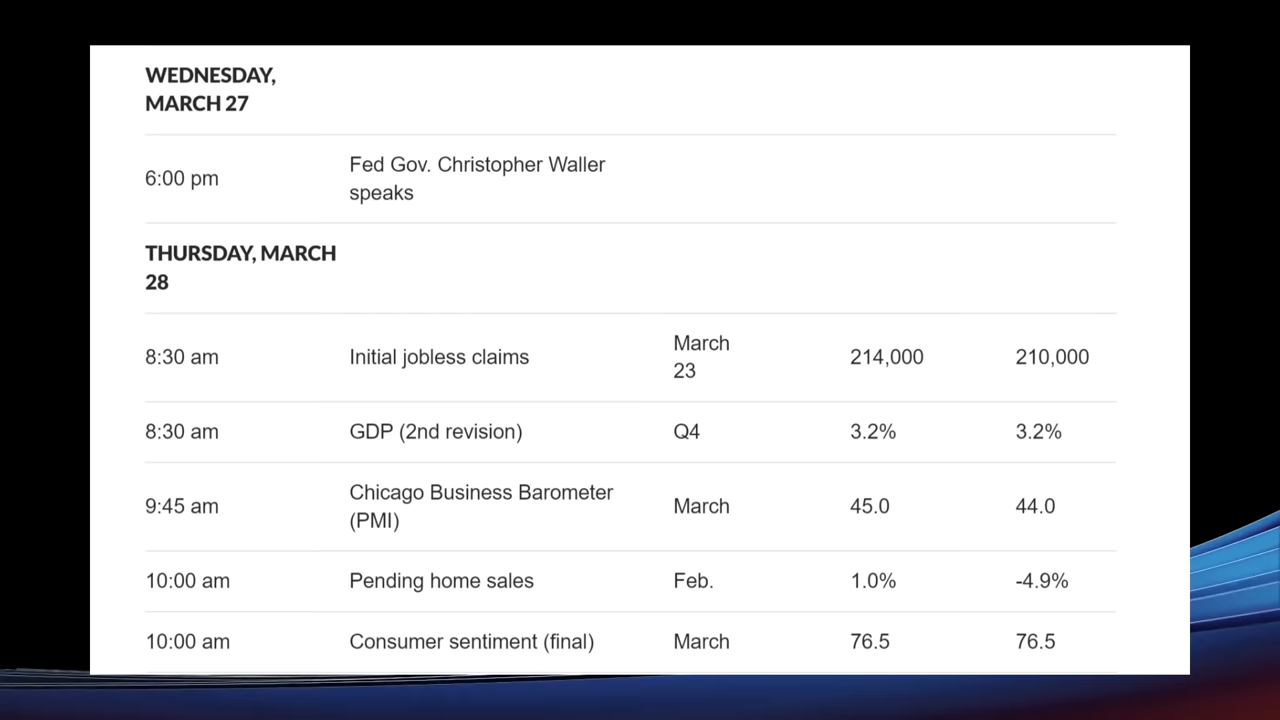 WEDNESDAY,
MARCH 27
6:00 pm Fed Gov. Christopher Waller
speaks
THURSDAY, MARCH
28
8:30 am Initial jobless claims March 23 214,000 210,000
8:30 am GDP (2nd revision) Q4 3.2% 3.2%
9:45 am Chicago Business Barometer
(PMI) March 45.0 44.0
10:00 am Pending home sales Feb. 1.0% -4.9%
10:00 am Consumer sentiment (final) March 76.5 76.5